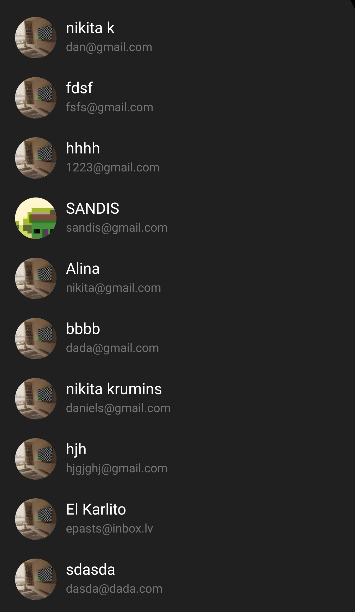 nikita k
dan@gmail.com
fdsf
fsfs@gmail.com
hhhh
1223@gmail.com
SANDIS
sandis@gmail.com
Alina
nikita@gmail.com
bbbb
dada@gmail.com
nikita krumins
daniels@gmail.com
hjh
hjgjghj@gmail.com
El Karlito
epasts@inbox.lv
sdasda
dasda@dada.com